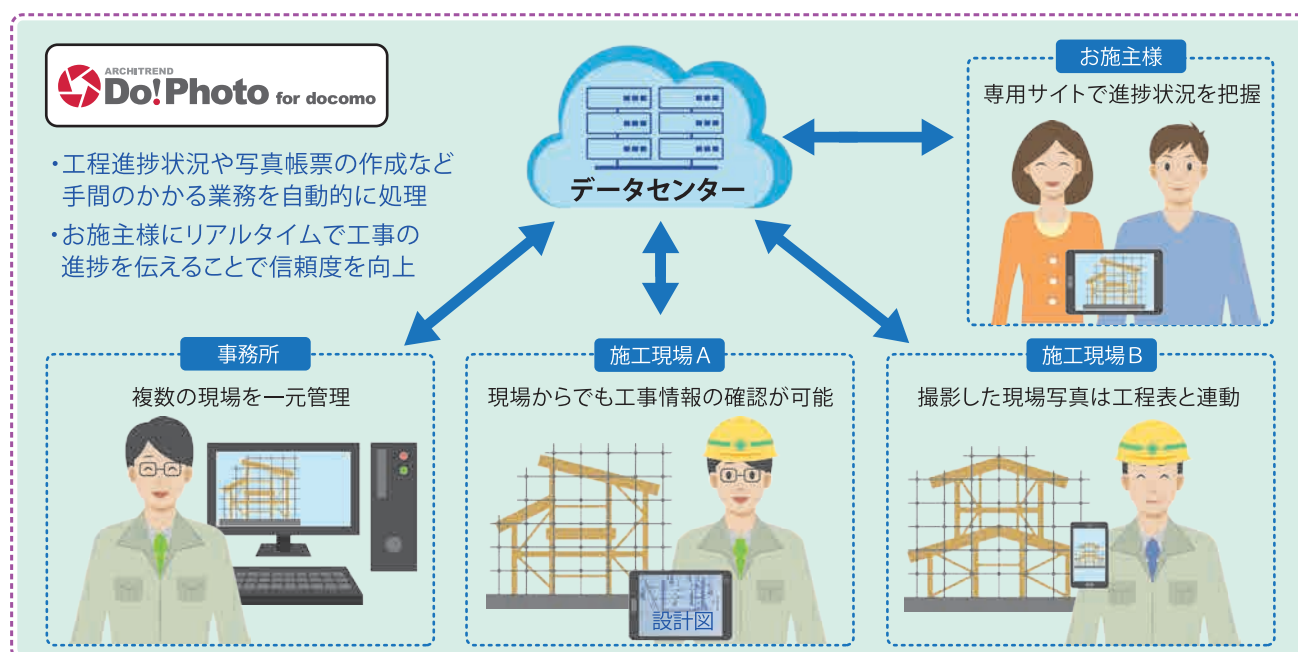 ARCHITREND
Do!Photo for docomo
・工程進捗状況や写真帳票の作成など
手間のかかる業務を自動的に処理
・お施主様にリアルタイムで工事の
進捗を伝えることで信頼度を向上
データセンター
お施主様
専用サイトで進捗状況を把握
事務所
複数の現場を一元管理
施工現場A
現場からでも工事情報の確認が可能
設計図
施工現場B
撮影した現場写真は工程表と連動